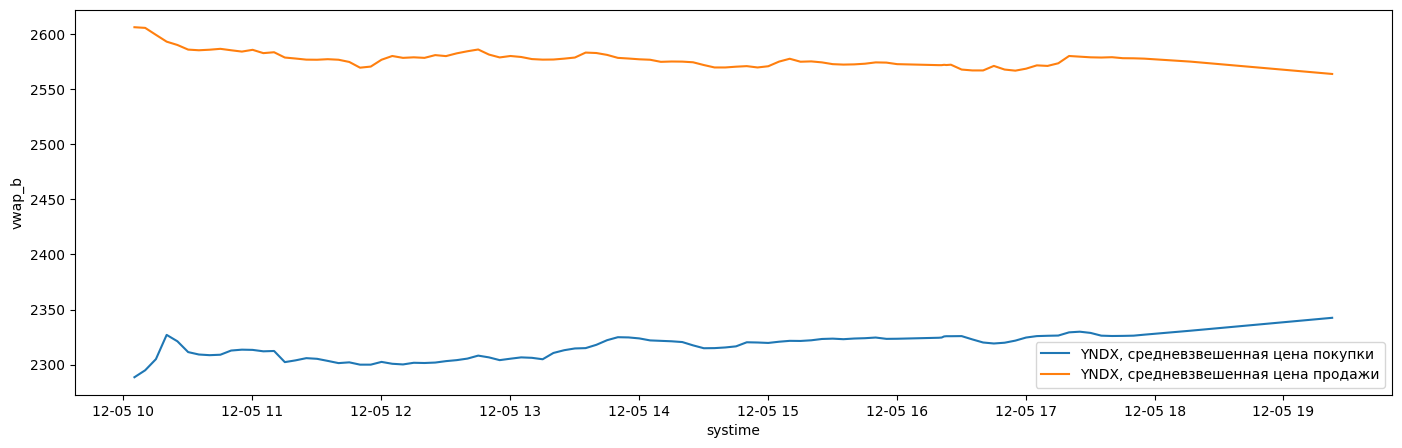 2600
2550
2500
2450
2400
2350
2300
vwap_b
YNDX, средневзвешенная цена покупки
YNDX, средневзвешенная цена продажи
12-05 10 12-05 11 12-05 12 12-05 13 12-05 14 12-05 15 12-05 16 12-05 17 12-05 18 12-05 19
systime